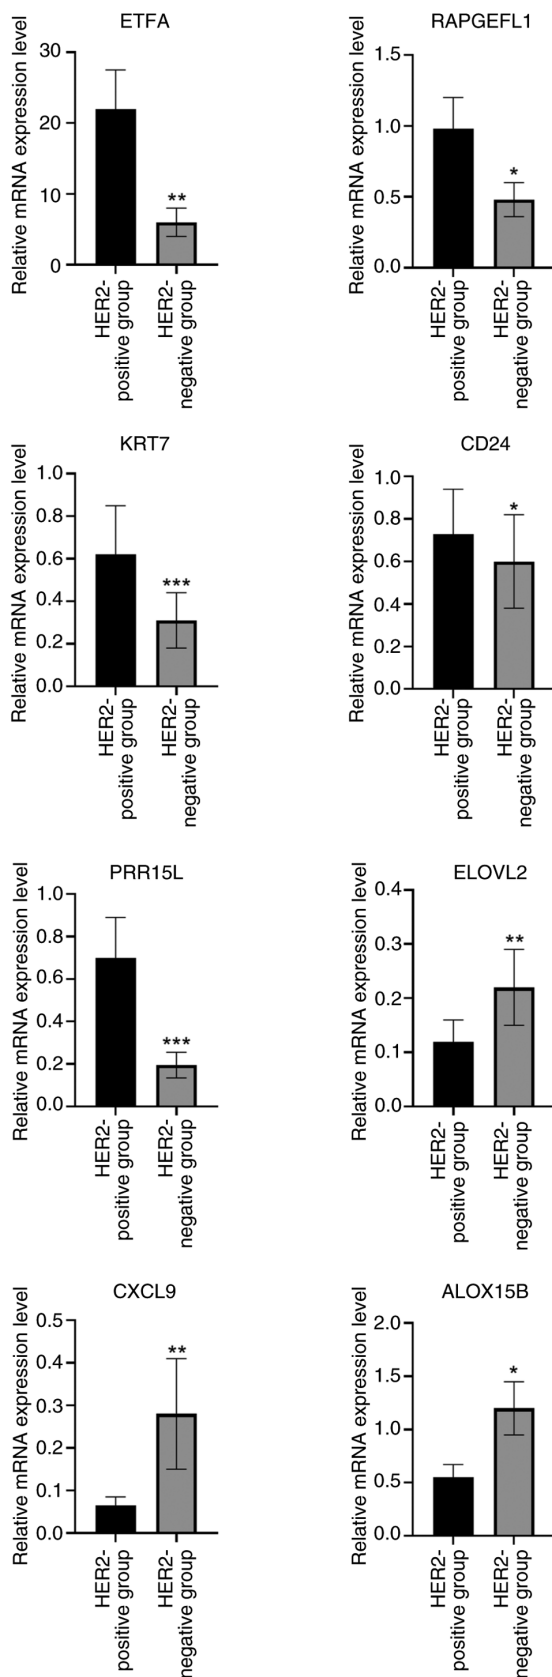 ETFA
Relative mRNA expression level
30
20
10
0
**
HER2-
positive group
HER2-
negative group
RAPGEFL1
Relative mRNA expression level
1.5
1.0
0.5
0.0
*
HER2-
positive group
HER2-
negative group
KRT7
Relative mRNA expression level
1.0
0.8
0.6
0.4
0.2
0.0
***
HER2-
positive group
HER2-
negative group
CD24
Relative mRNA expression level
1.0
0.8
0.6
0.4
0.2
0.0
*
HER2-
positive group
HER2-
negative group
PRR15L
Relative mRNA expression level
1.0
0.8
0.6
0.4
0.2
0.0
***
HER2-
positive group
HER2-
negative group
ELOVL2
Relative mRNA expression level
0.4
0.3
0.2
0.1
0.0
**
HER2-
positive group
HER2-
negative group
CXCL9
Relative mRNA expression level
0.5
0.4
0.3
0.2
0.1
0.0
**
HER2-
positive group
HER2-
negative group
ALOX15B
Relative mRNA expression level
2.0
1.5
1.0
0.5
0.0
*
HER2-
positive group
HER2-
negative group